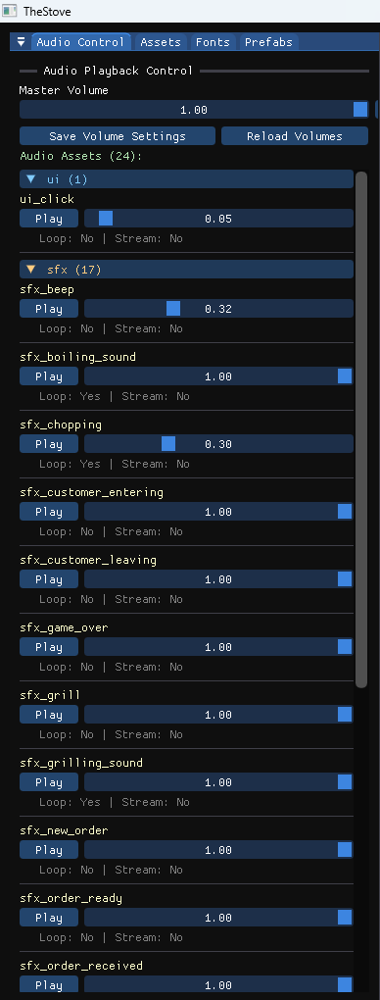 TheStove
Audio Control Assets Fonts Prefabs
Audio Playback Control
Master Volume
1.00
Save Volume Settings Reload Volumes
Audio Assets (24):
ui (1)
ui_click
Play 0.05
Loop: No | Stream: No
sfx (17)
sfx_beep
Play 0.32
Loop: No | Stream: No
sfx_boiling_sound
Play 1.00
Loop: Yes | Stream: No
sfx_chopping
Play 0.30
Loop: Yes | Stream: No
sfx_customer_entering
Play 1.00
Loop: No | Stream: No
sfx_customer_leaving
Play 1.00
Loop: No | Stream: No
sfx_game_over
Play 1.00
Loop: No | Stream: No
sfx_grill
Play 1.00
Loop: No | Stream: No
sfx_grilling_sound
Play 1.00
Loop: Yes | Stream: No
sfx_new_order
Play 1.00
Loop: No | Stream: No
sfx_order_ready
Play 1.00
Loop: No | Stream: No
sfx_order_received
Play 1.00